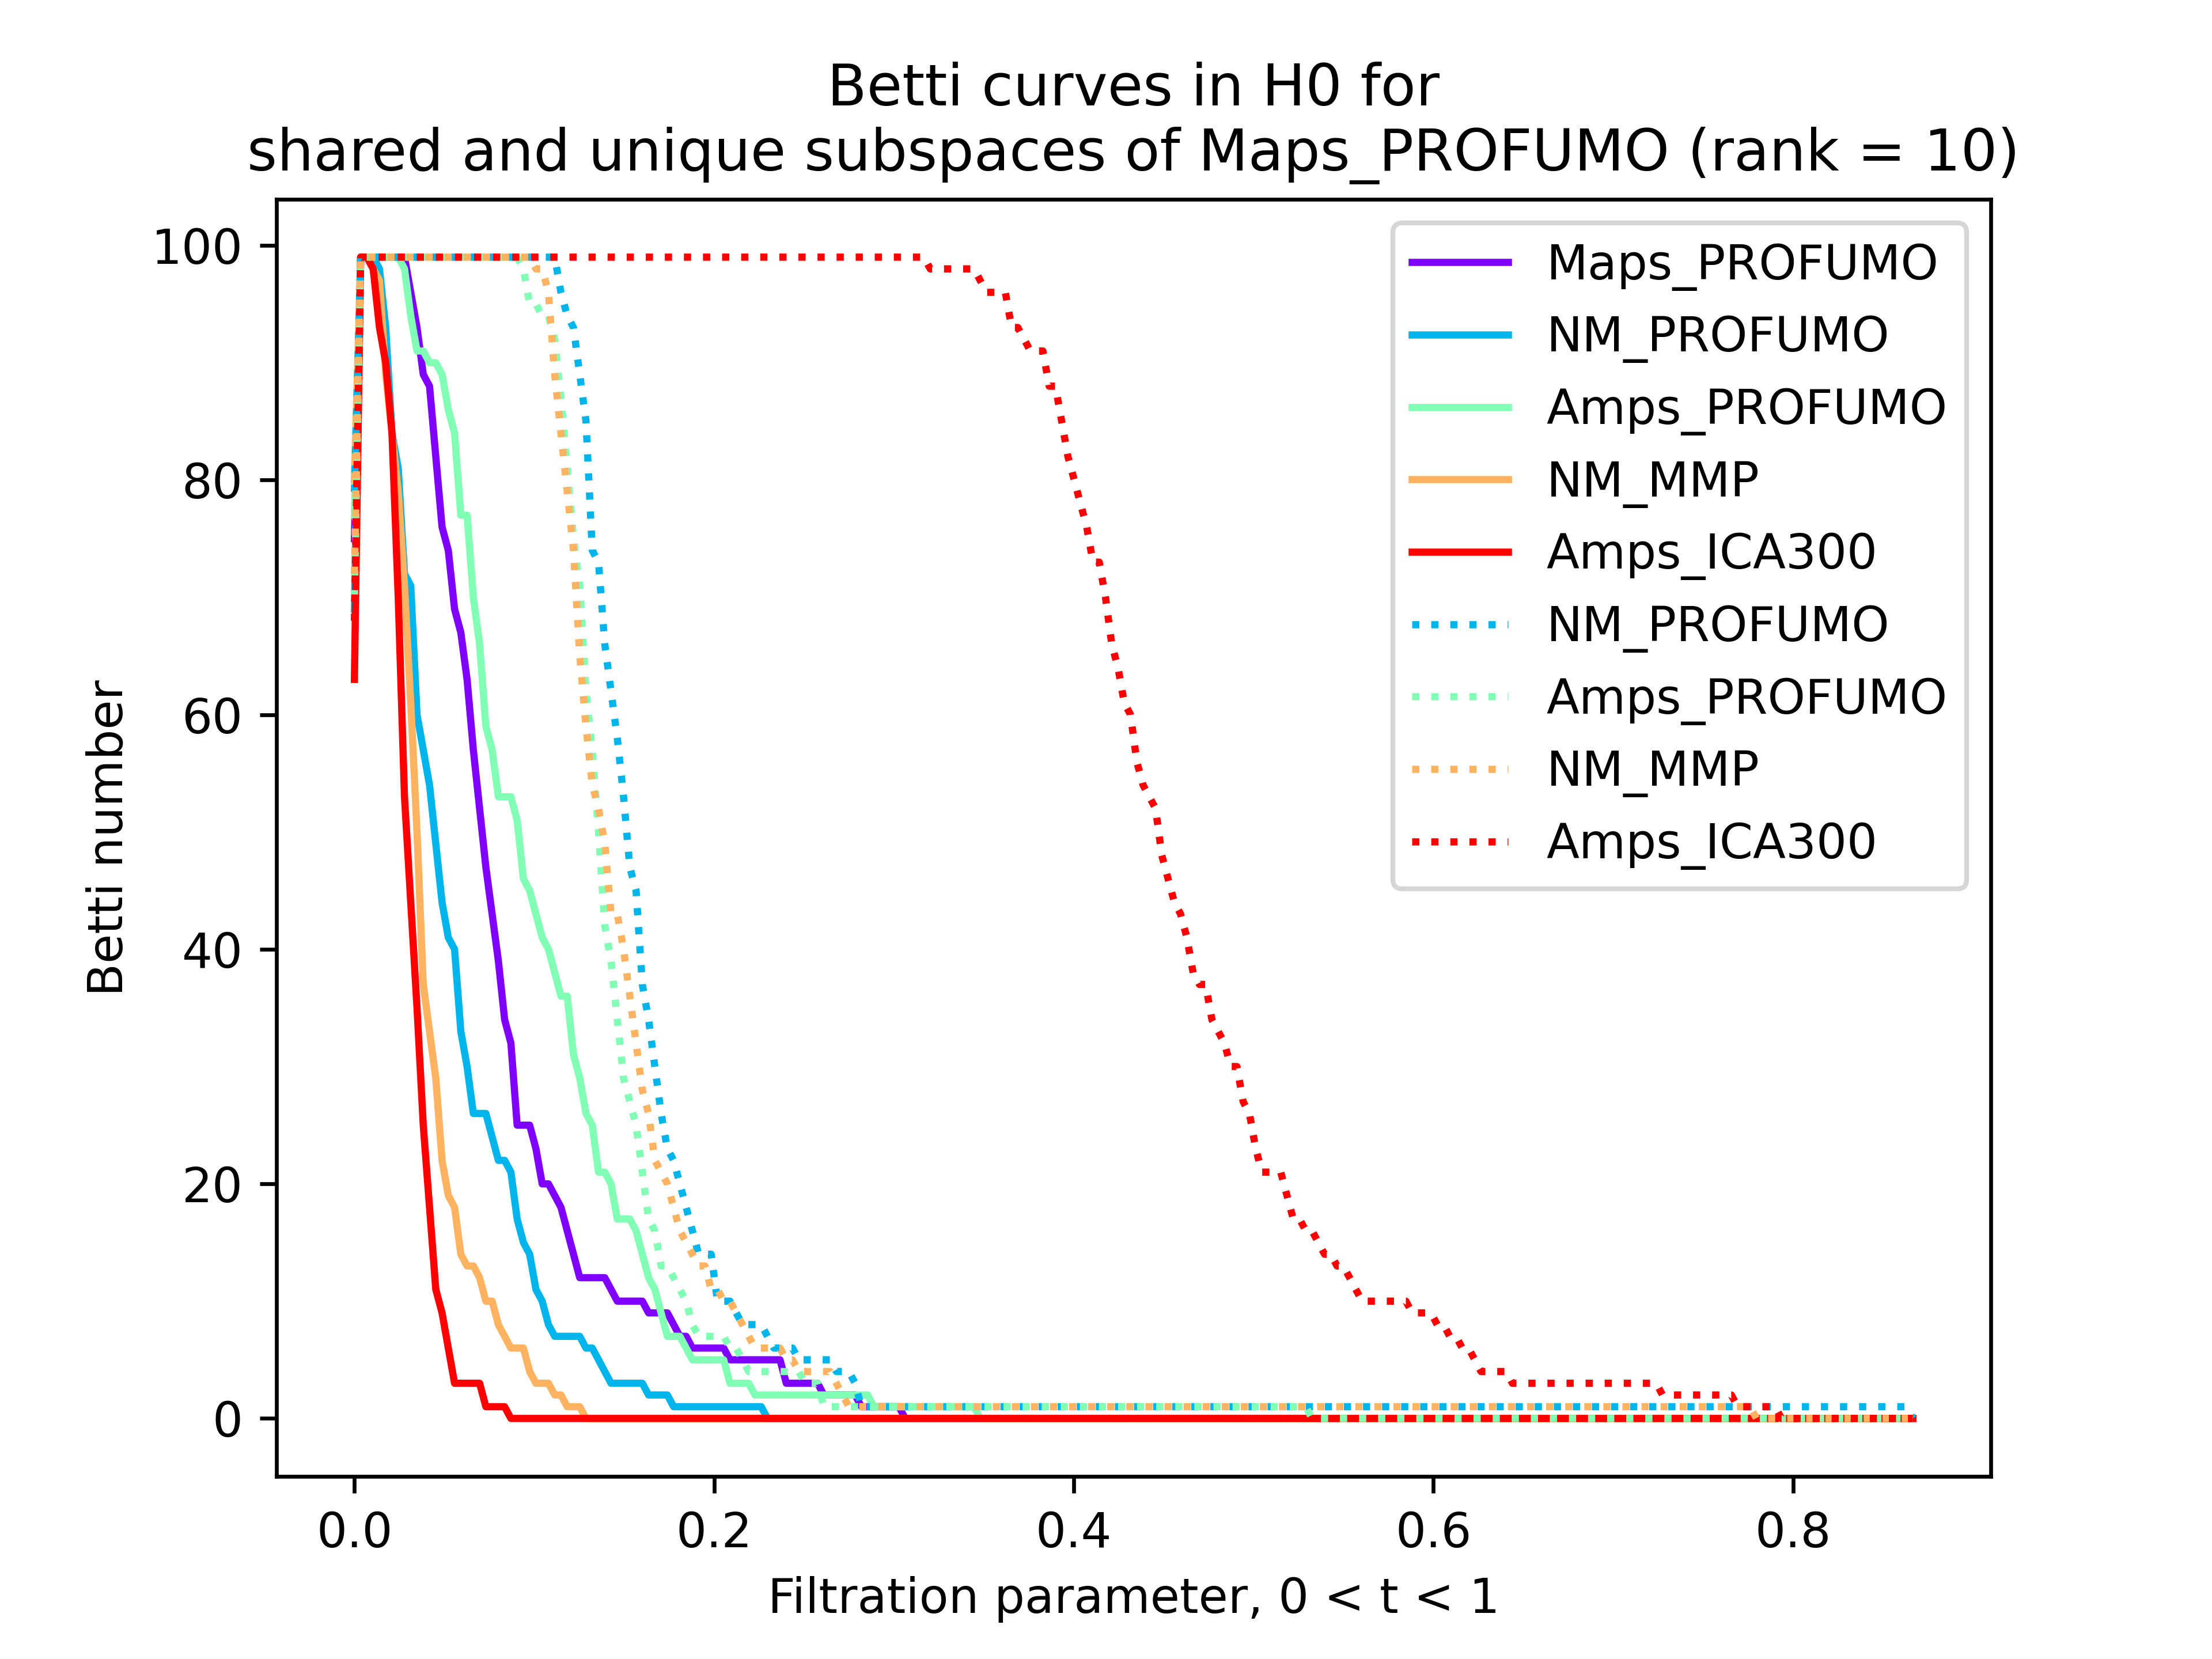 Betti curves in H0 for
shared and unique subspaces of Maps_PROFUMO (rank = 10)
100
80
60
40
20
0
Betti number
Maps_PROFUMO
NM_PROFUMO
Amps_PROFUMO
NM_MMP
Amps_ICA300
NM_PROFUMO
Amps_PROFUMO
NM_MMP
Amps_ICA300
0.0 0.2 0.4 0.6 0.8
Filtration parameter, 0 < t < 1